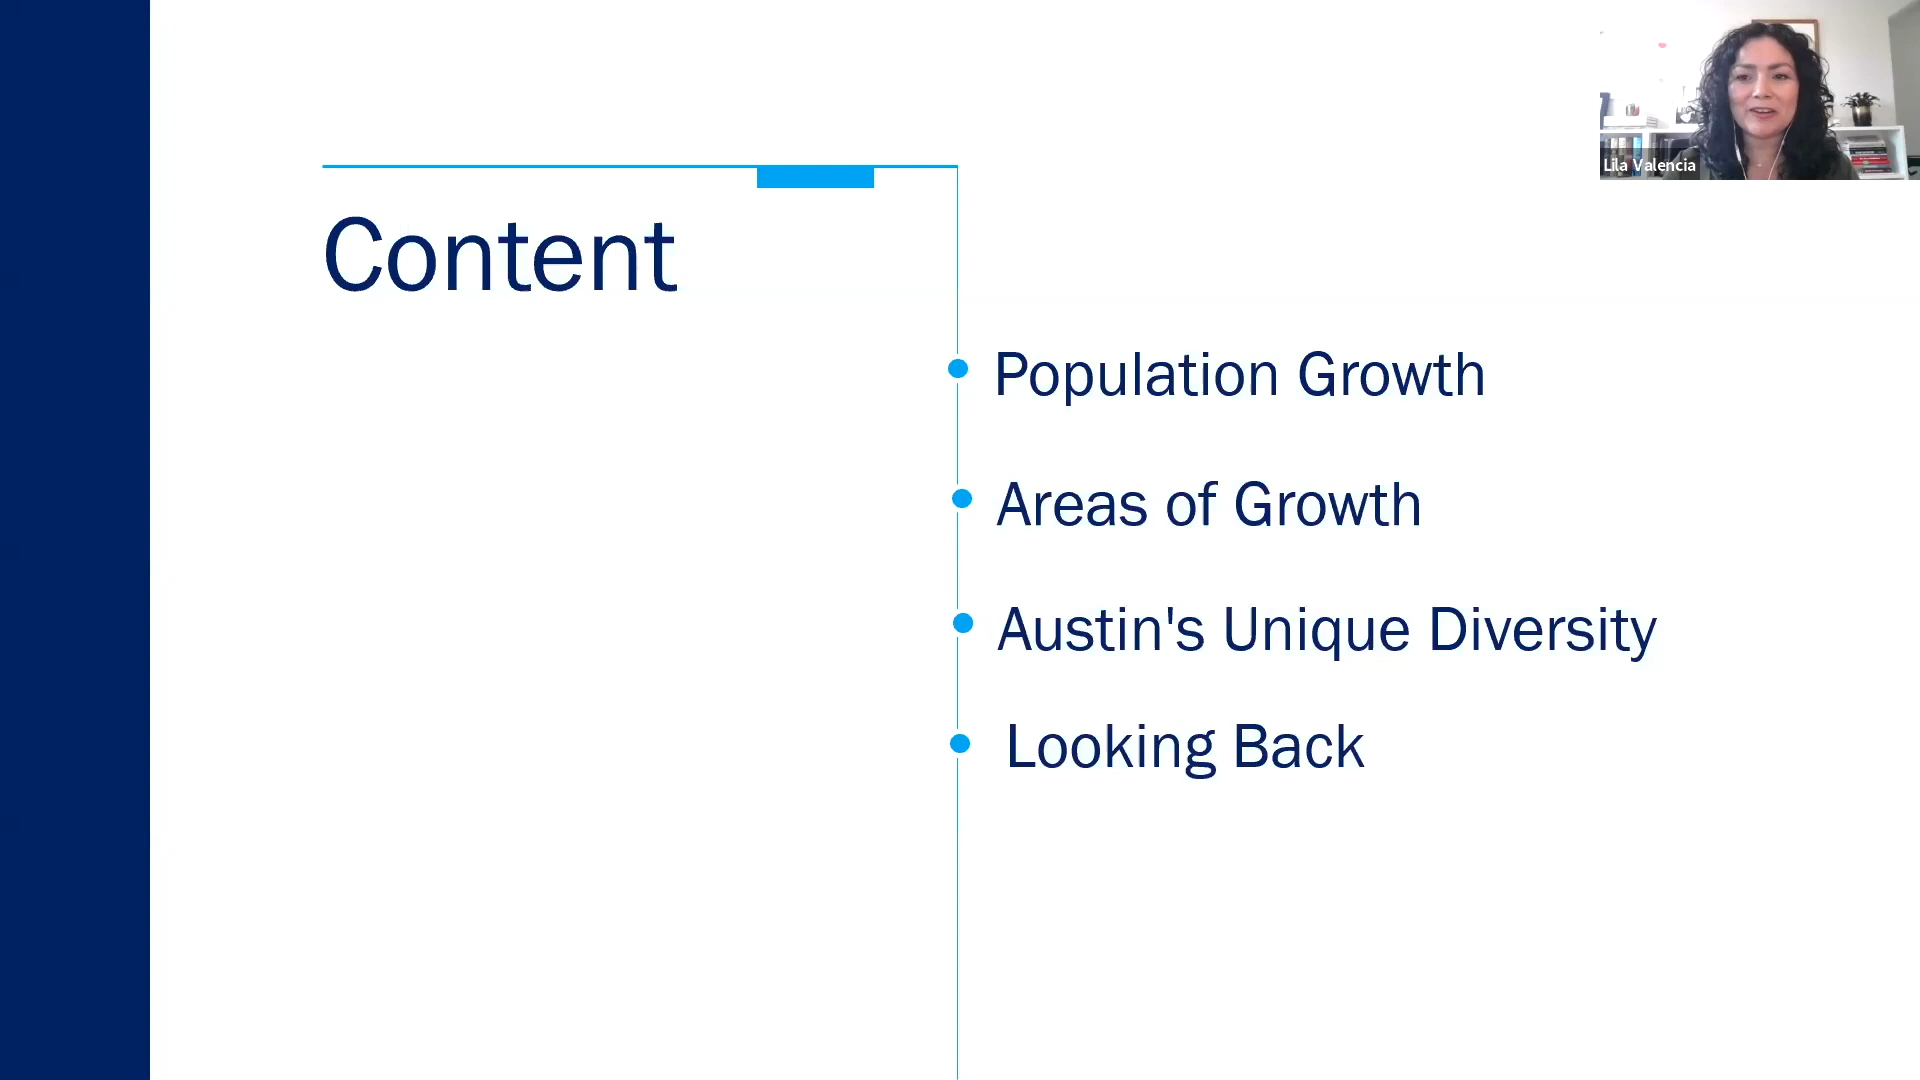 Lila Valencia
Content
Population Growth
Areas of Growth
Austin's Unique Diversity
Looking Back